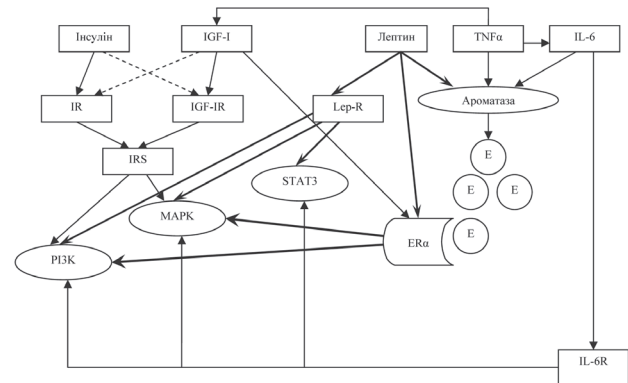 Інсулін
IGF-I
Лептин
TNFα
IL-6
IR
IGF-IR
Lep-R
Ароматаза
IRS
E
STAT3
E
E
MAPK
ERα
E
PI3K
IL-6R